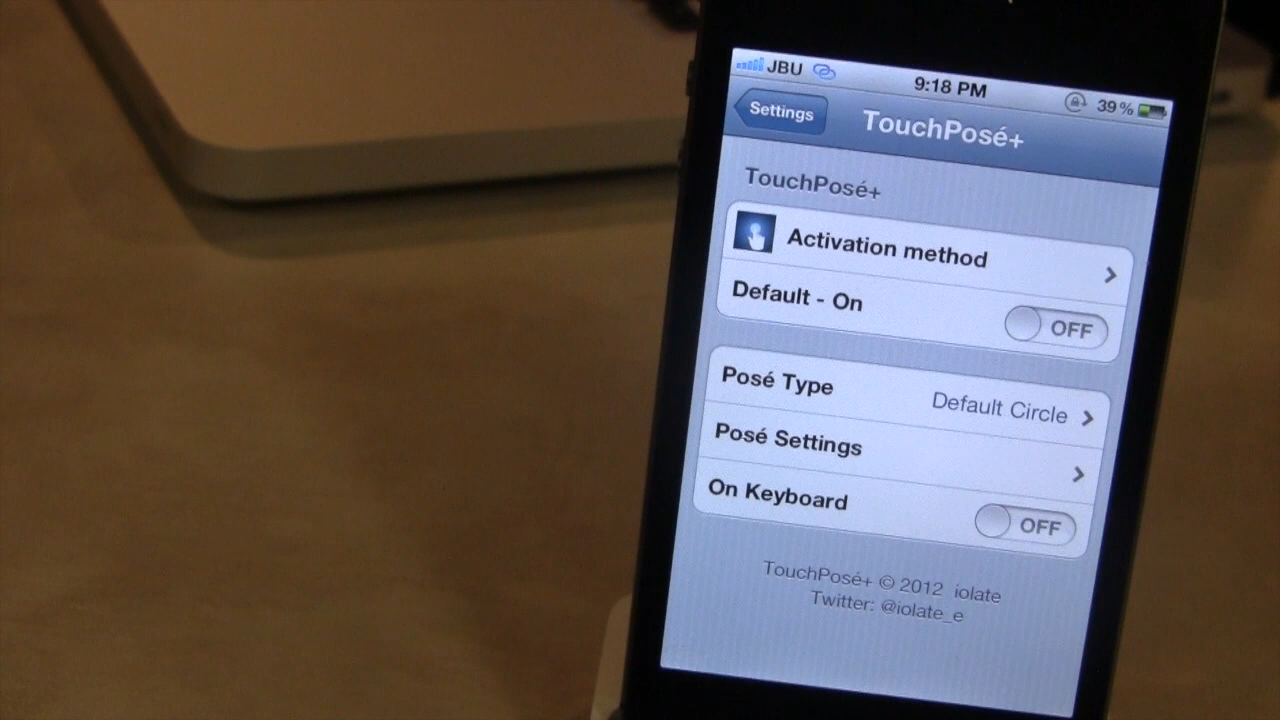 JBU 9:18 PM 39%
Settings TouchPosé+
TouchPosé+
Activation method
Default - On OFF
Posé Type Default Circle
Posé Settings
On Keyboard OFF
TouchPosé+ © 2012 iolate
Twitter: @iolate_e